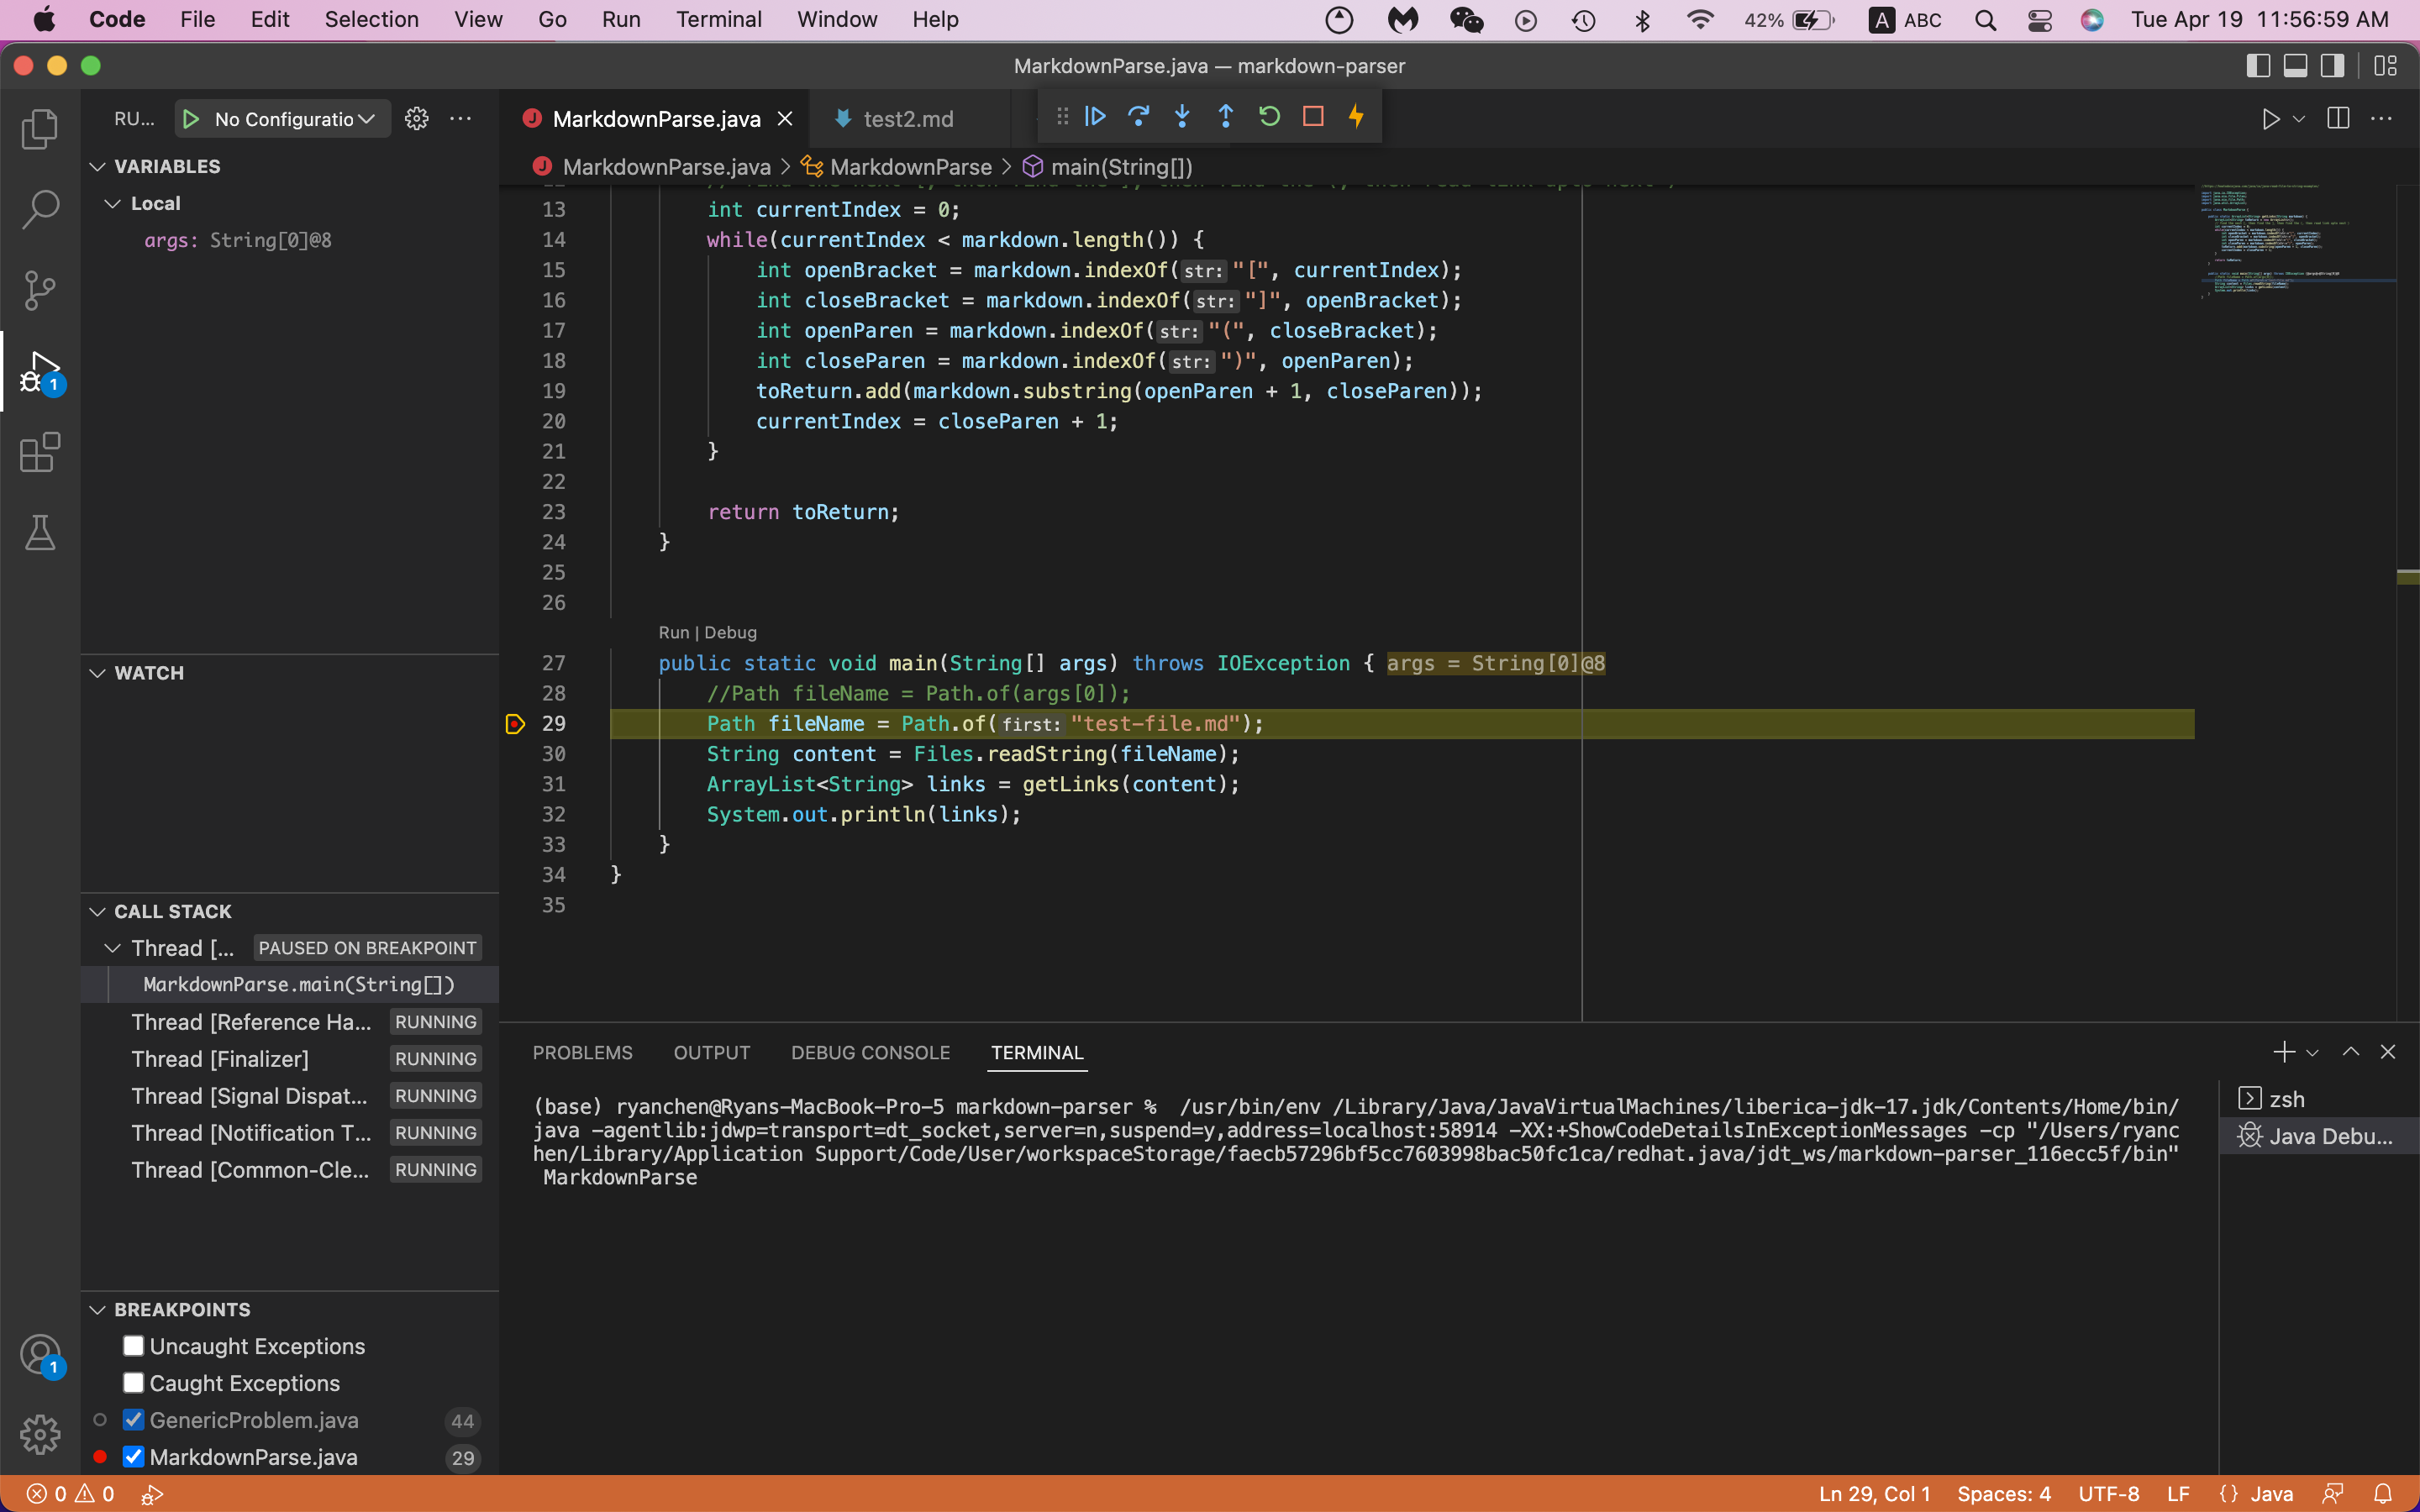 Code File Edit Selection View Go Run Terminal Window Help 42% A ABC Tue Apr 19 11:56:59 AM
MarkdownParse.java — markdown-parser
RU... No Configuratio ···
MarkdownParse.java test2.md
MarkdownParse.java > MarkdownParse > main(String[])
VARIABLES
Local
args: String[0]@8
WATCH
CALL STACK
Thread [... PAUSED ON BREAKPOINT
MarkdownParse.main(String[])
Thread [Reference Ha... RUNNING
Thread [Finalizer] RUNNING
Thread [Signal Dispat... RUNNING
Thread [Notification T... RUNNING
Thread [Common-Cle... RUNNING
BREAKPOINTS
Uncaught Exceptions
Caught Exceptions
GenericProblem.java 44
MarkdownParse.java 29
1
1
13 int currentIndex = 0;
14 while(currentIndex < markdown.length()) {
15 int openBracket = markdown.indexOf(str: "[", currentIndex);
16 int closeBracket = markdown.indexOf(str: "]", openBracket);
17 int openParen = markdown.indexOf(str: "(", closeBracket);
18 int closeParen = markdown.indexOf(str: ")", openParen);
19 toReturn.add(markdown.substring(openParen + 1, closeParen));
20 currentIndex = closeParen + 1;
21 }
22
23 return toReturn;
24 }
25
26
Run | Debug
27 public static void main(String[] args) throws IOException { args = String[0]@8
28 //Path fileName = Path.of(args[0]);
29 Path fileName = Path.of(first: "test-file.md");
30 String content = Files.readString(fileName);
31 ArrayList<String> links = getLinks(content);
32 System.out.println(links);
33 }
34 }
35
PROBLEMS OUTPUT DEBUG CONSOLE TERMINAL
(base) ryanchen@Ryans-MacBook-Pro-5 markdown-parser %  /usr/bin/env /Library/Java/JavaVirtualMachines/liberica-jdk-17.jdk/Contents/Home/bin/
java -agentlib:jdwp=transport=dt_socket,server=n,suspend=y,address=localhost:58914 -XX:+ShowCodeDetailsInExceptionMessages -cp "/Users/ryanc
hen/Library/Application Support/Code/User/workspaceStorage/faecb57296bf5cc7603998bac50fc1ca/redhat.java/jdt_ws/markdown-parser_116ecc5f/bin"
MarkdownParse
zsh
Java Debu...
0 0 Ln 29, Col 1 Spaces: 4 UTF-8 LF {} Java